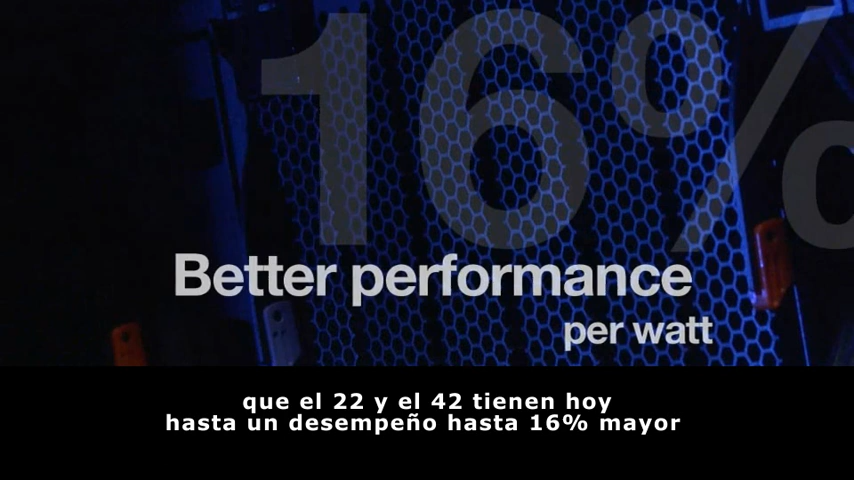 16%
Better performance
per watt
que el 22 y el 42 tienen hoy
hasta un desempeño hasta 16% mayor